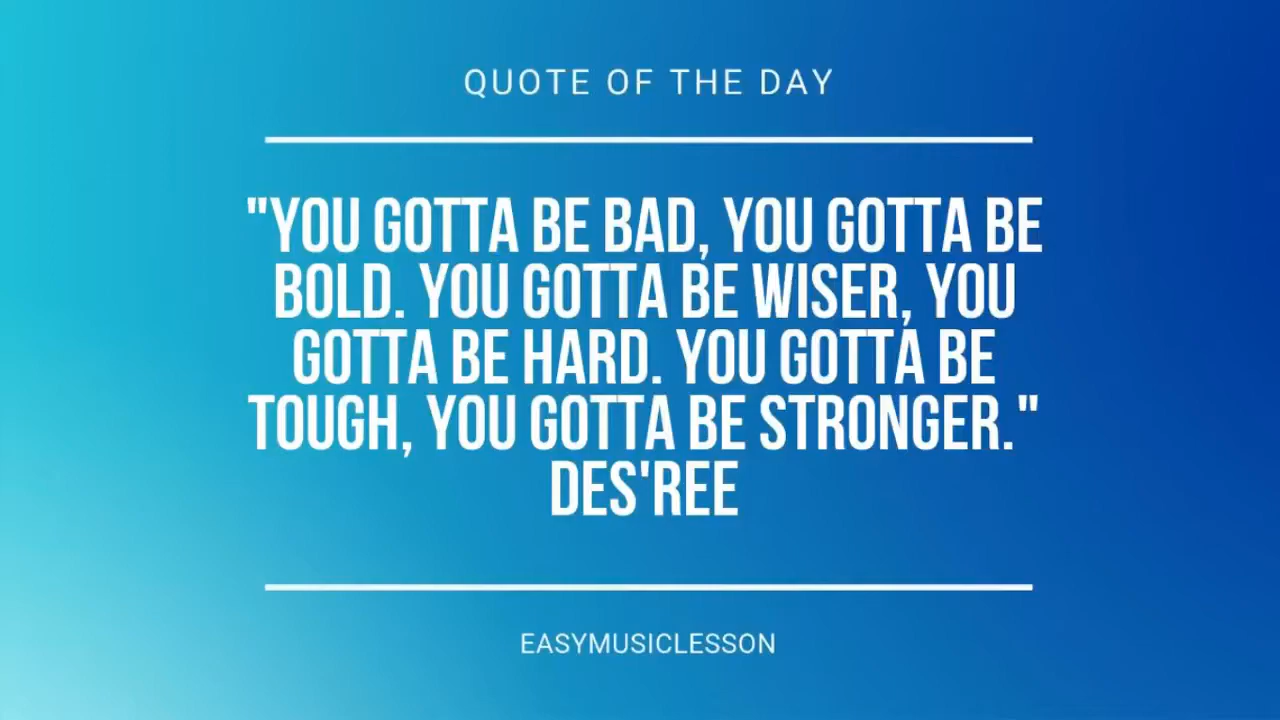 QUOTE OF THE DAY
"YOU GOTTA BE BAD, YOU GOTTA BE
BOLD. YOU GOTTA BE WISER, YOU
GOTTA BE HARD. YOU GOTTA BE
TOUGH, YOU GOTTA BE STRONGER."
DES'REE
EASYMUSICLESSON